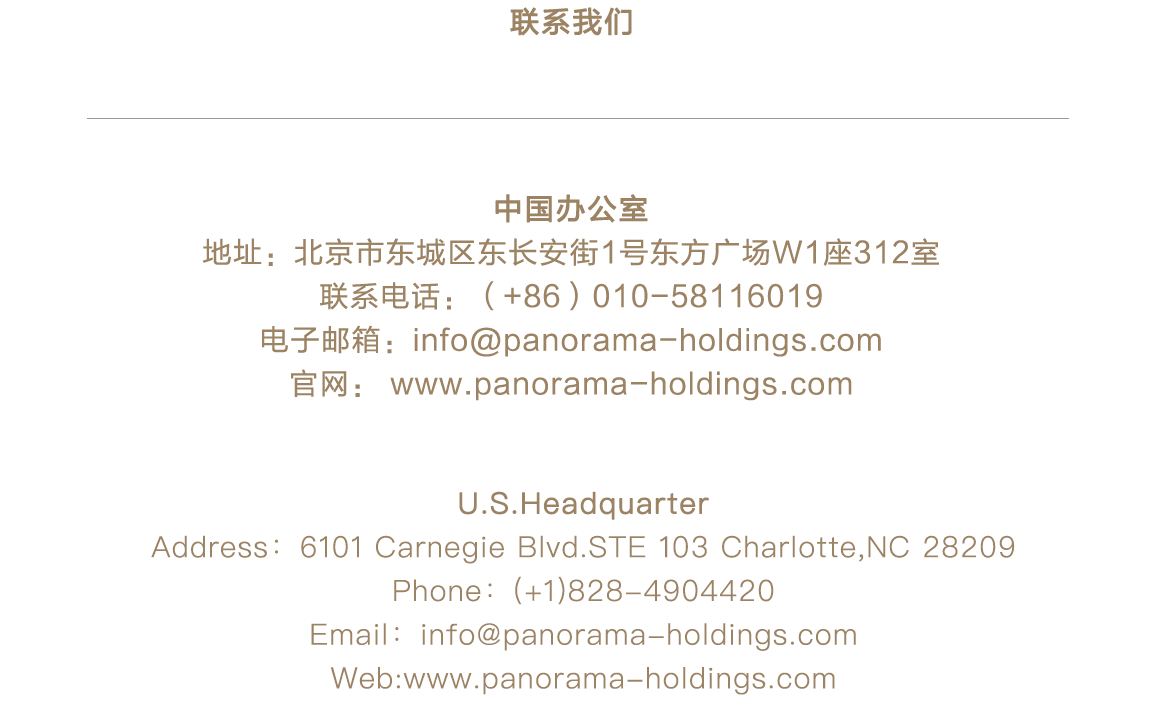 联系我们
中国办公室
地址：北京市东城区东长安街1号东方广场W1座312室
联系电话：（+86）010-58116019
电子邮箱：info@panorama-holdings.com
官网： www.panorama-holdings.com
U.S.Headquarter
Address：6101 Carnegie Blvd.STE 103 Charlotte,NC 28209
Phone：(+1)828-4904420
Email：info@panorama-holdings.com
Web:www.panorama-holdings.com